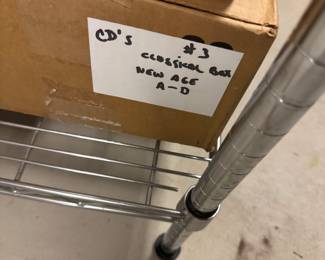 CD's #3
CLASSICAL BOX
NEW AGE
A-D